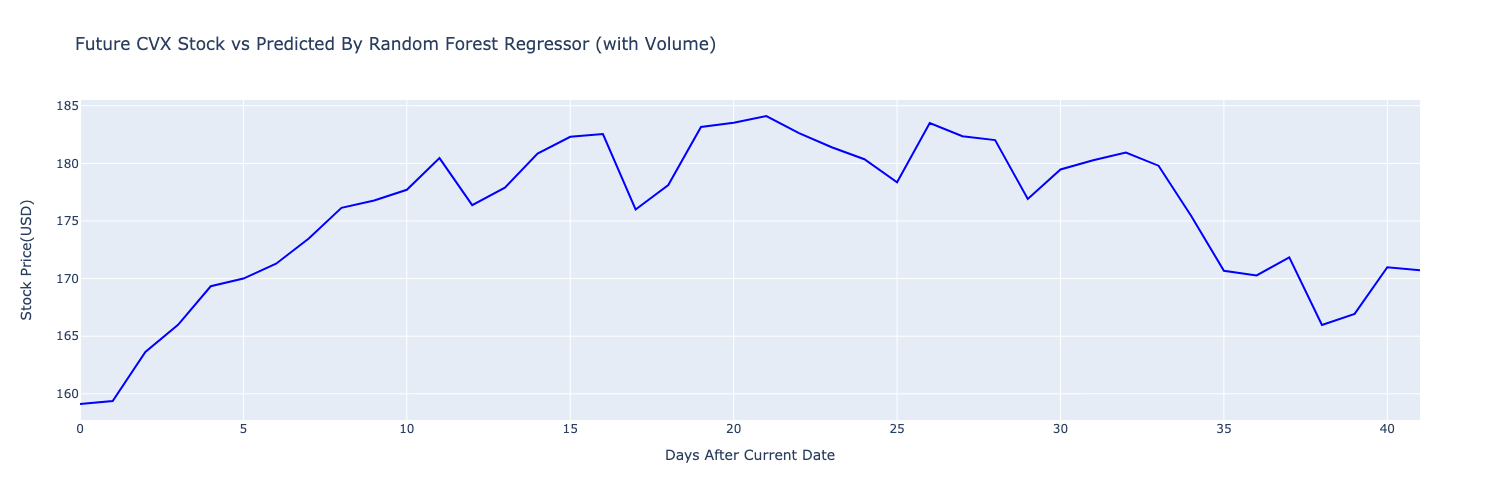 Future CVX Stock vs Predicted By Random Forest Regressor (with Volume)
185
180
175
170
165
160
Stock Price(USD)
0 5 10 15 20 25 30 35 40
Days After Current Date